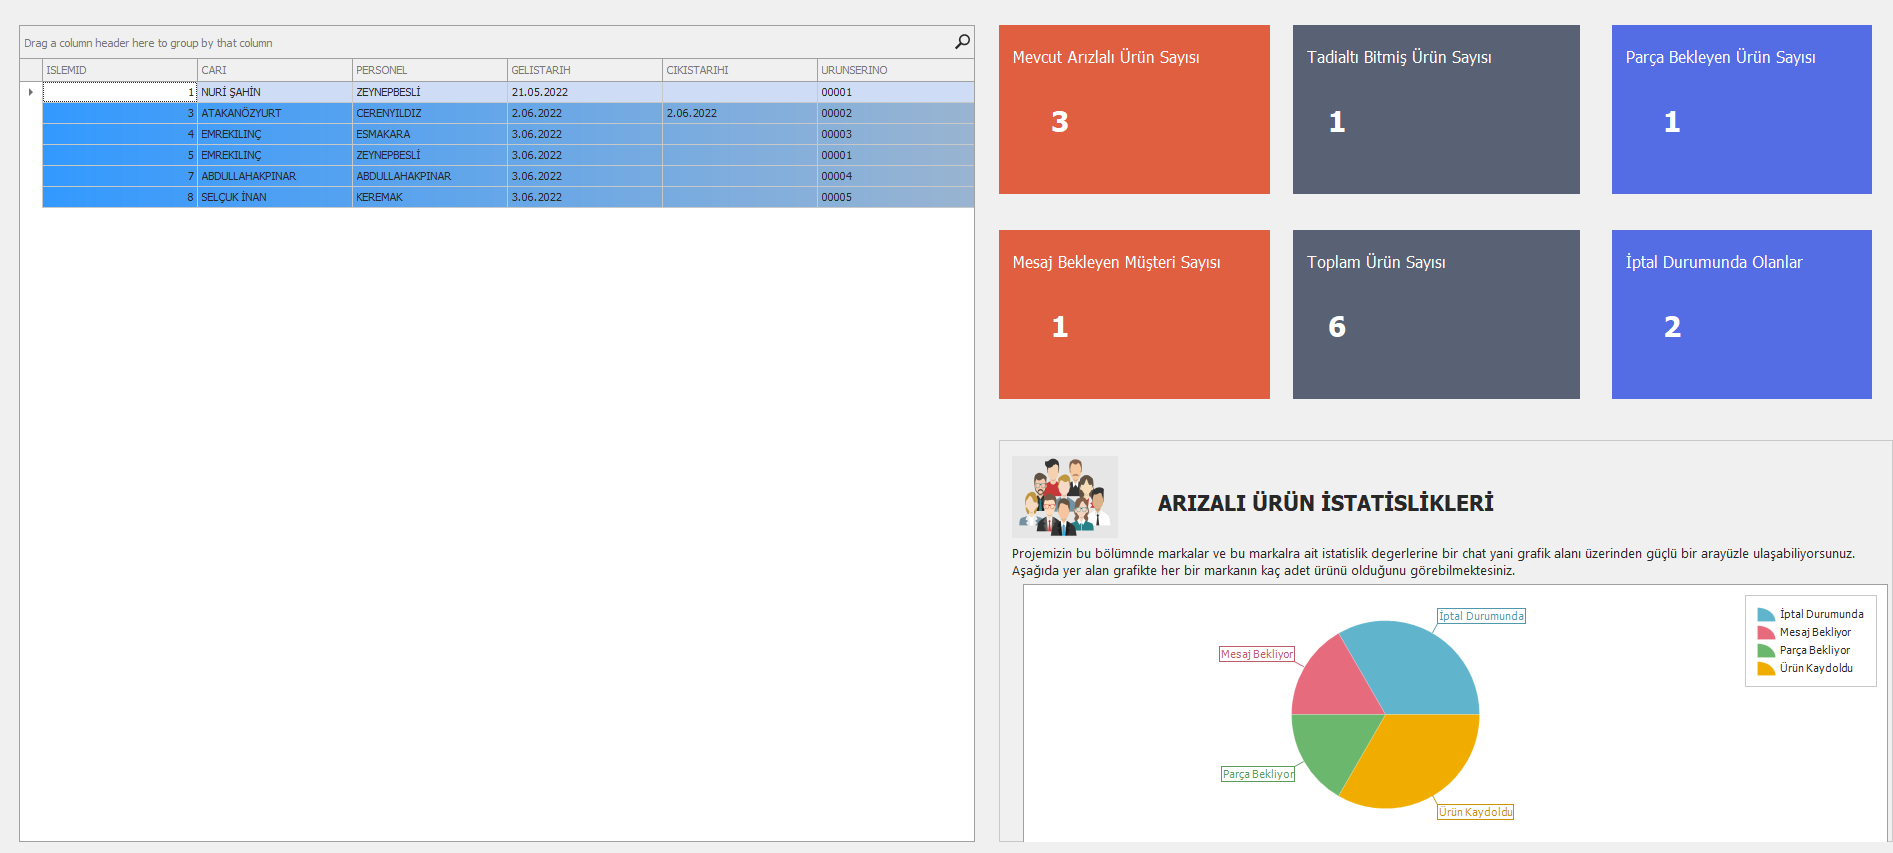 Drag a column header here to group by that column
ISLEMID CARI PERSONEL GELISTARIH CIKISTARIHI URUNSERINO
1 NURİ ŞAHİN ZEYNEPBESLİ 21.05.2022 00001
3 ATAKANÖZYURT CERENYILDIZ 2.06.2022 2.06.2022 00002
4 EMREKILINÇ ESMAKARA 3.06.2022 00003
5 EMREKILINÇ ZEYNEPBESLİ 3.06.2022 00001
7 ABDULLAHAKPINAR ABDULLAHAKPINAR 3.06.2022 00004
8 SELÇUK İNAN KEREMAK 3.06.2022 00005
Mevcut Arızlalı Ürün Sayısı
3
Tadialtı Bitmiş Ürün Sayısı
1
Parça Bekleyen Ürün Sayısı
1
Mesaj Bekleyen Müşteri Sayısı
1
Toplam Ürün Sayısı
6
İptal Durumunda Olanlar
2
ARIZALI ÜRÜN İSTATİSLİKLERİ
Projemizin bu bölümnde markalar ve bu markalra ait istatislik degerlerine bir chat yani grafik alanı üzerinden güçlü bir arayüzle ulaşabiliyorsunuz.
Aşağıda yer alan grafikte her bir markanın kaç adet ürünü olduğunu görebilmektesiniz.
İptal Durumunda
Mesaj Bekliyor
Parça Bekliyor
Ürün Kaydoldu
İptal Durumunda
Mesaj Bekliyor
Parça Bekliyor
Ürün Kaydoldu